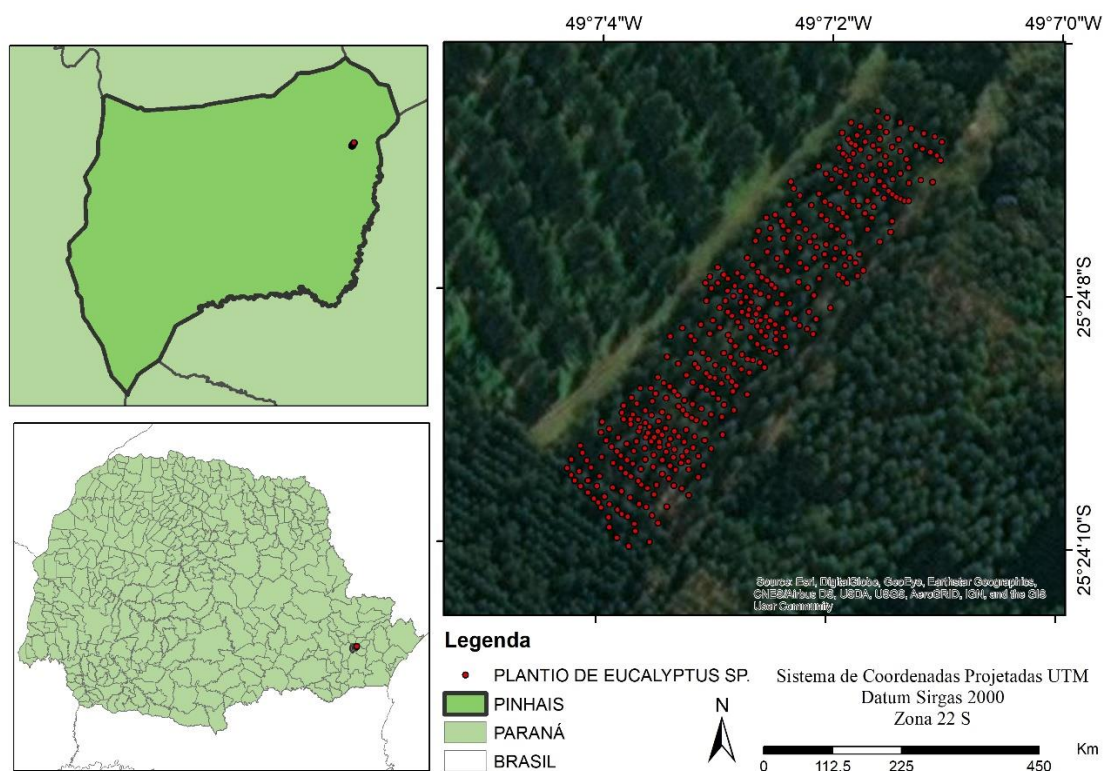 49°7'4"W 49°7'2"W 49°7'0"W
25°24'8"S
25°24'10"S
Source: Esri, DigitalGlobe, GeoEye, Earthstar Geographics,
CNES/Airbus DS, USDA, USGS, AeroGRID, IGN, and the GIS
User Community
Legenda
PLANTIO DE EUCALYPTUS SP.
PINHAIS
PARANÁ
BRASIL
N
Sistema de Coordenadas Projetadas UTM
Datum Sirgas 2000
Zona 22 S
Km
0 112,5 225 450